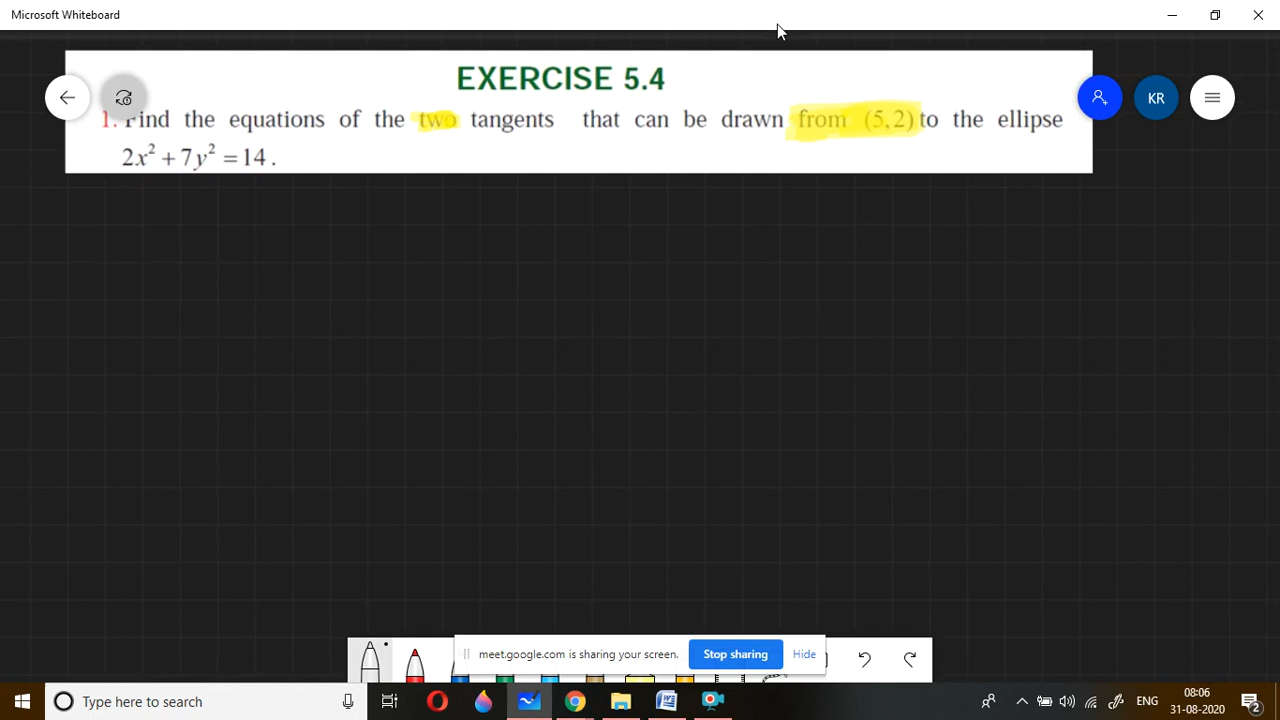 Microsoft Whiteboard
EXERCISE 5.4
1. Find the equations of the two tangents that can be drawn from (5, 2) to the ellipse
2x² + 7y² = 14 .
KR
meet.google.com is sharing your screen.
Stop sharing
Hide
Type here to search
ENG
08:06
31-08-2020
2